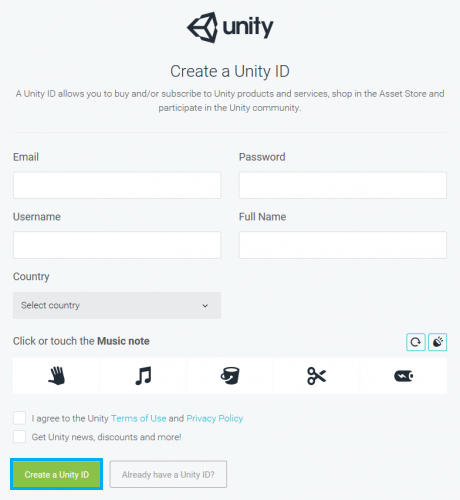 unity
Create a Unity ID
A Unity ID allows you to buy and/or subscribe to Unity products and services, shop in the Asset Store and
participate in the Unity community.
Email
Password
Username
Full Name
Country
Select country
Click or touch the Music note
I agree to the Unity Terms of Use and Privacy Policy
Get Unity news, discounts and more!
Create a Unity ID
Already have a Unity ID?